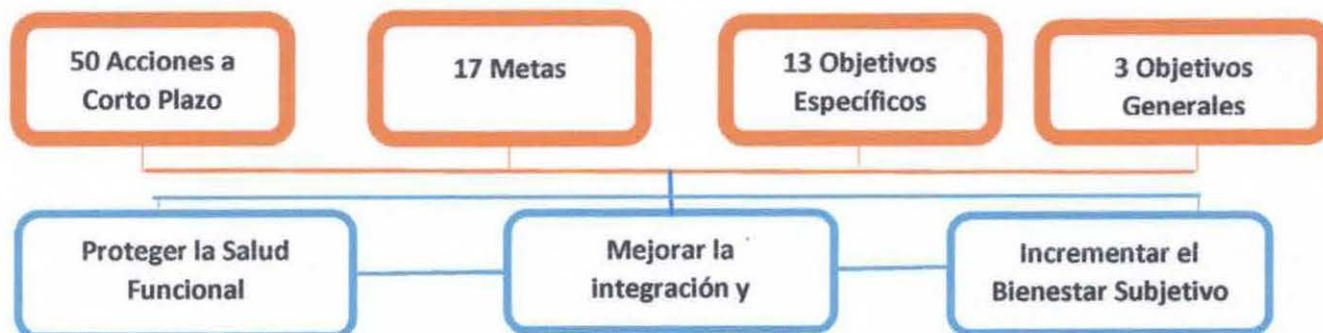 50 Acciones a
Corto Plazo
17 Metas
13 Objetivos
Específicos
3 Objetivos
Generales
Proteger la Salud
Funcional
Mejorar la
integración y
Incrementar el
Bienestar Subjetivo